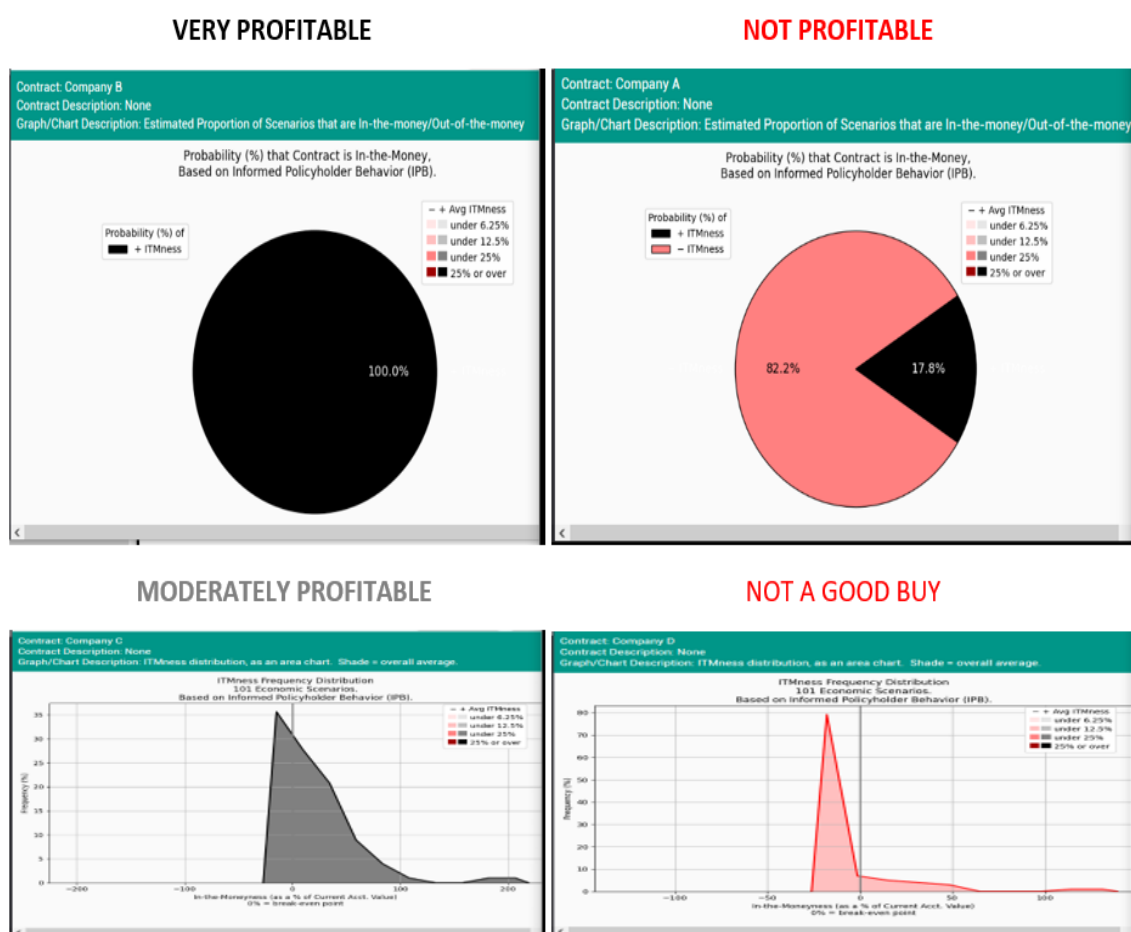 VERY PROFITABLE
Contract: Company B
Contract Description: None
Graph/Chart Description: Estimated Proportion of Scenarios that are In-the-money/Out-of-the-money
Probability (%) that Contract is In-the-Money,
Based on Informed Policyholder Behavior (IPB).
Probability (%) of
+ ITMness
− + Avg ITMness
under 6.25%
under 12.5%
under 25%
25% or over
100.0%
NOT PROFITABLE
Contract: Company A
Contract Description: None
Graph/Chart Description: Estimated Proportion of Scenarios that are In-the-money/Out-of-the-money
Probability (%) that Contract is In-the-Money,
Based on Informed Policyholder Behavior (IPB).
Probability (%) of
+ ITMness
− ITMness
− + Avg ITMness
under 6.25%
under 12.5%
under 25%
25% or over
82.2%
17.8%
MODERATELY PROFITABLE
Contract: Company C
Contract Description: None
Graph/Chart Description: ITMness distribution, as an area chart. Shade = overall average.
ITMness Frequency Distribution
101 Economic Scenarios.
Based on Informed Policyholder Behavior (IPB).
− + Avg ITMness
under 6.25%
under 12.5%
under 25%
25% or over
Frequency (%)
35
30
25
20
15
10
5
0
−200
−100
0
100
200
In-the-Moneyness (as a % of Current Acct. Value)
0% = break-even point
NOT A GOOD BUY
Contract: Company D
Contract Description: None
Graph/Chart Description: ITMness distribution, as an area chart. Shade = overall average.
ITMness Frequency Distribution
101 Economic Scenarios.
Based on Informed Policyholder Behavior (IPB).
− + Avg ITMness
under 6.25%
under 12.5%
under 25%
25% or over
Frequency (%)
80
70
60
50
40
30
20
10
0
−100
−50
0
50
100
In-the-Moneyness (as a % of Current Acct. Value)
0% = break-even point